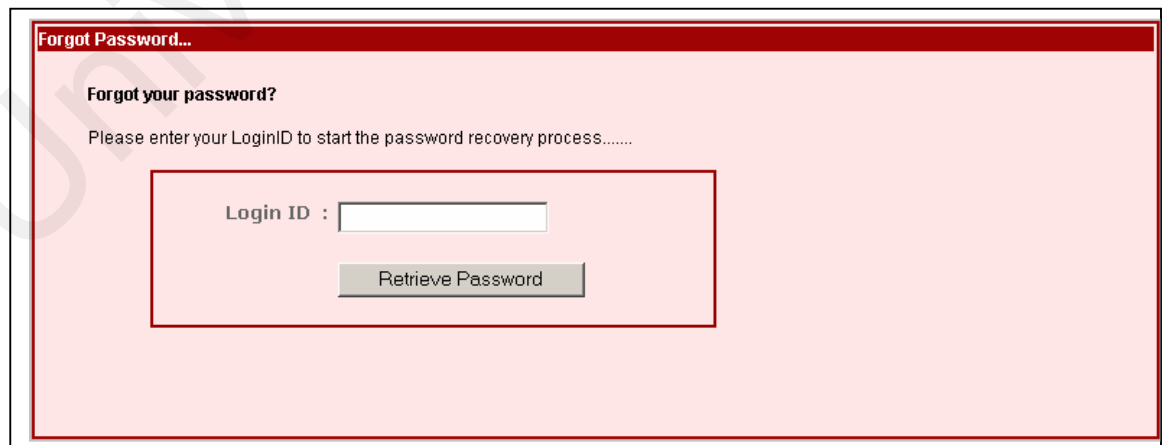 Forgot Password...
Forgot your password?
Please enter your LoginID to start the password recovery process.......
Login ID :
Retrieve Password